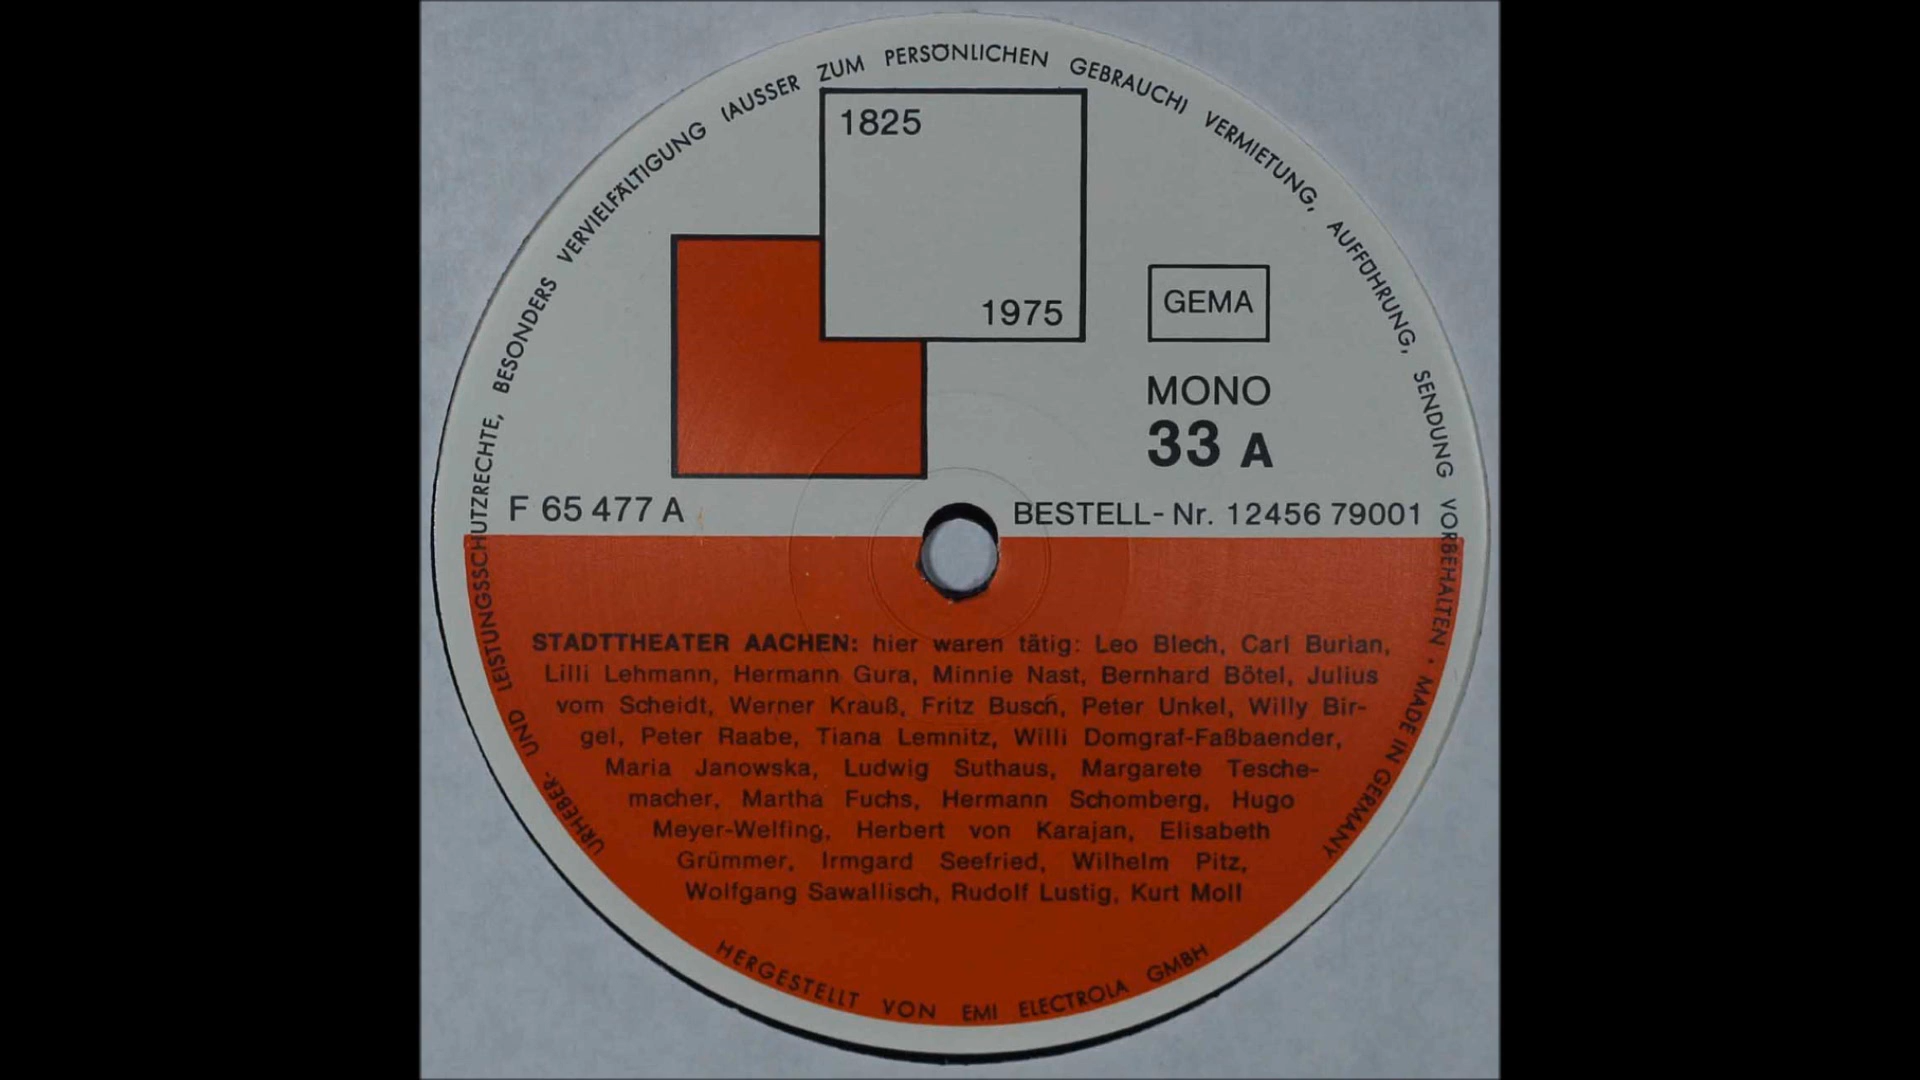 URHEBER- UND LEISTUNGSSCHUTZRECHTE, BESONDERS VERVIELFÄLTIGUNG (AUSSER ZUM PERSÖNLICHEN GEBRAUCH) VERMIETUNG, AUFFÜHRUNG, SENDUNG VORBEHALTEN · MADE IN GERMANY
1825
1975
GEMA
MONO
33 A
F 65 477 A
BESTELL-Nr. 12456 79001
STADTTHEATER AACHEN: hier waren tätig: Leo Blech, Carl Burian,
Lilli Lehmann, Hermann Gura, Minnie Nast, Bernhard Bötel, Julius
vom Scheidt, Werner Krauß, Fritz Busch, Peter Unkel, Willy Bir-
gel, Peter Raabe, Tiana Lemnitz, Willi Domgraf-Faßbaender,
Maria Janowska, Ludwig Suthaus, Margarete Tesche-
macher, Martha Fuchs, Hermann Schomberg, Hugo
Meyer-Welfing, Herbert von Karajan, Elisabeth
Grümmer, Irmgard Seefried, Wilhelm Pitz,
Wolfgang Sawallisch, Rudolf Lustig, Kurt Moll
HERGESTELLT VON EMI ELECTROLA GMBH